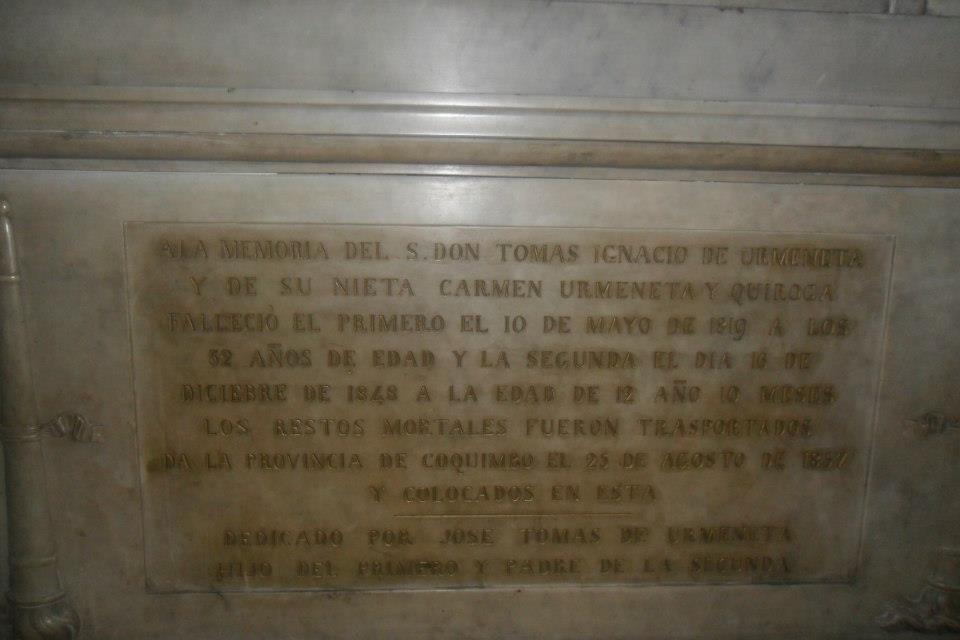 A LA MEMORIA DEL S. DON TOMAS IGNACIO DE URMENETA
Y DE SU NIETA CARMEN URMENETA Y QUIROGA
FALLECIÓ EL PRIMERO EL 10 DE MAYO DE 1819 A LOS
52 AÑOS DE EDAD Y LA SEGUNDA EL DIA 16 DE
DICIEBRE DE 1848 A LA EDAD DE 12 AÑO 10 MESES
LOS RESTOS MORTALES FUERON TRASPORTADOS
DA LA PROVINCIA DE COQUIMBO EL 25 DE AGOSTO DE 1857
Y COLOCADOS EN ESTA
DEDICADO POR JOSE TOMAS DE URMENETA
HIJO DEL PRIMERO Y PADRE DE LA SEGUNDA